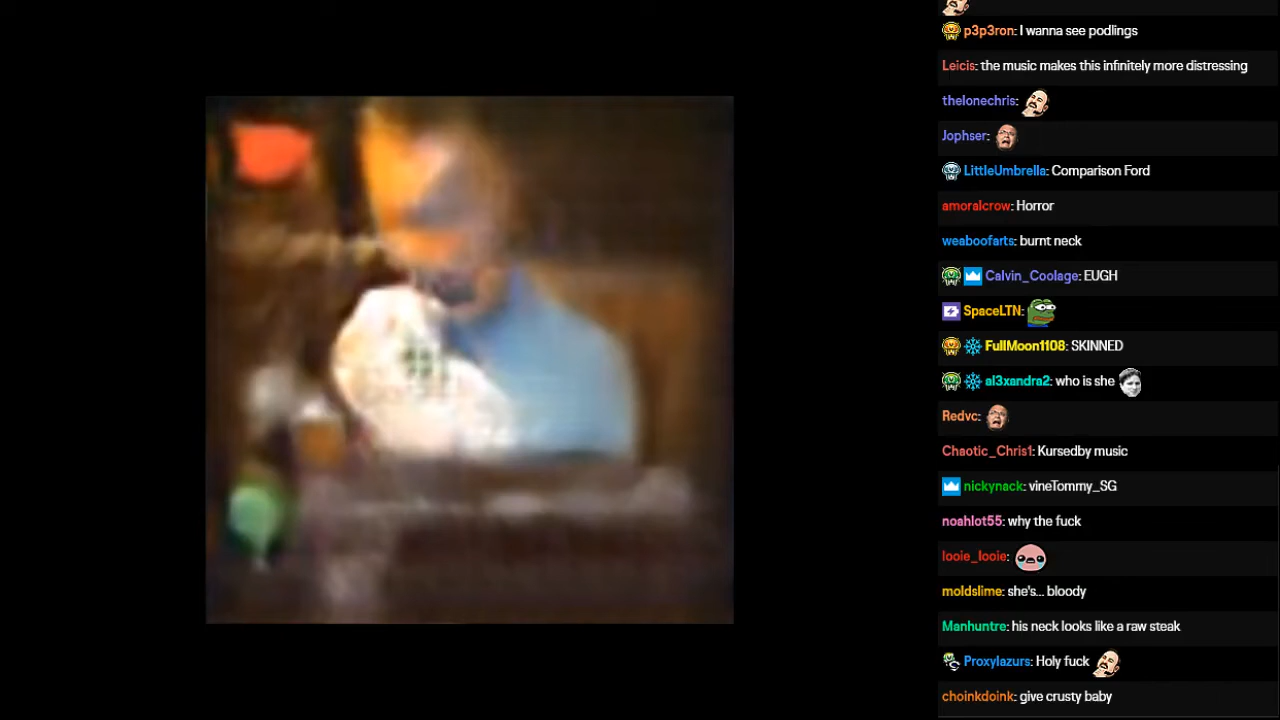 p3p3ron: I wanna see podlings
Leicis: the music makes this infinitely more distressing
thelonechris:
Jophser:
LittleUmbrella: Comparison Ford
amoralcrow: Horror
weaboofarts: burnt neck
Calvin_Coolage: EUGH
SpaceLTN:
FullMoon1108: SKINNED
al3xandra2: who is she
Redvc:
Chaotic_Chris1: Kursedby music
nickynack: vineTommy_SG
noahlot55: why the fuck
looie_looie:
moldslime: she's... bloody
Manhuntre: his neck looks like a raw steak
Proxylazurs: Holy fuck
choinkdoink: give crusty baby